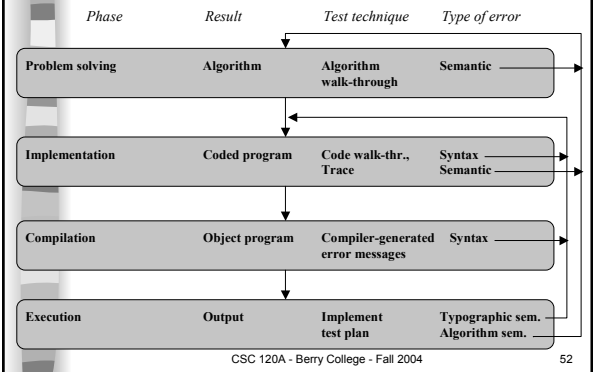 Phase Result Test technique Type of error
Problem solving Algorithm Algorithm Semantic
walk-through
Implementation Coded program Code walk-thr., Syntax
Trace Semantic
Compilation Object program Compiler-generated Syntax
error messages
Execution Output Implement Typographic sem.
test plan Algorithm sem.
CSC 120A - Berry College - Fall 2004 52